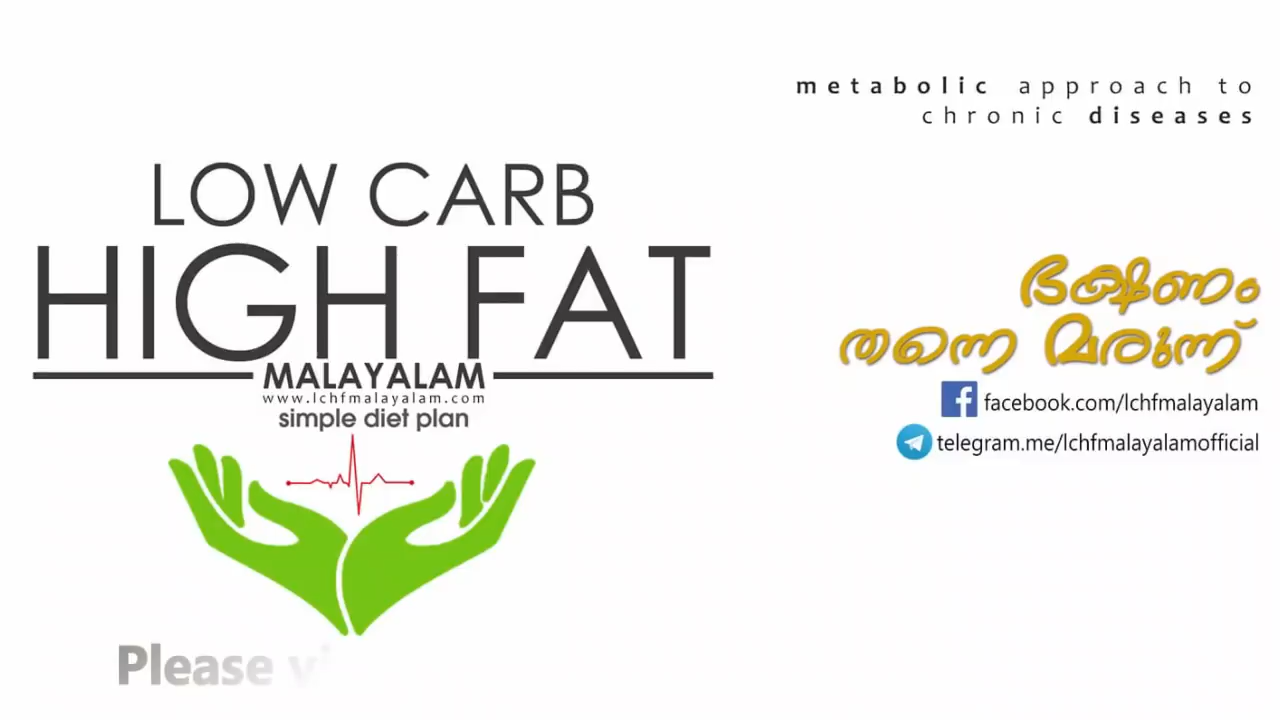 metabolic approach to
chronic diseases
LOW CARB
HIGH FAT
MALAYALAM
www.lchfmalayalam.com
simple diet plan
ഭക്ഷണം
തന്നെ മരുന്ന്
facebook.com/lchfmalayalam
telegram.me/lchfmalayalamofficial
Please